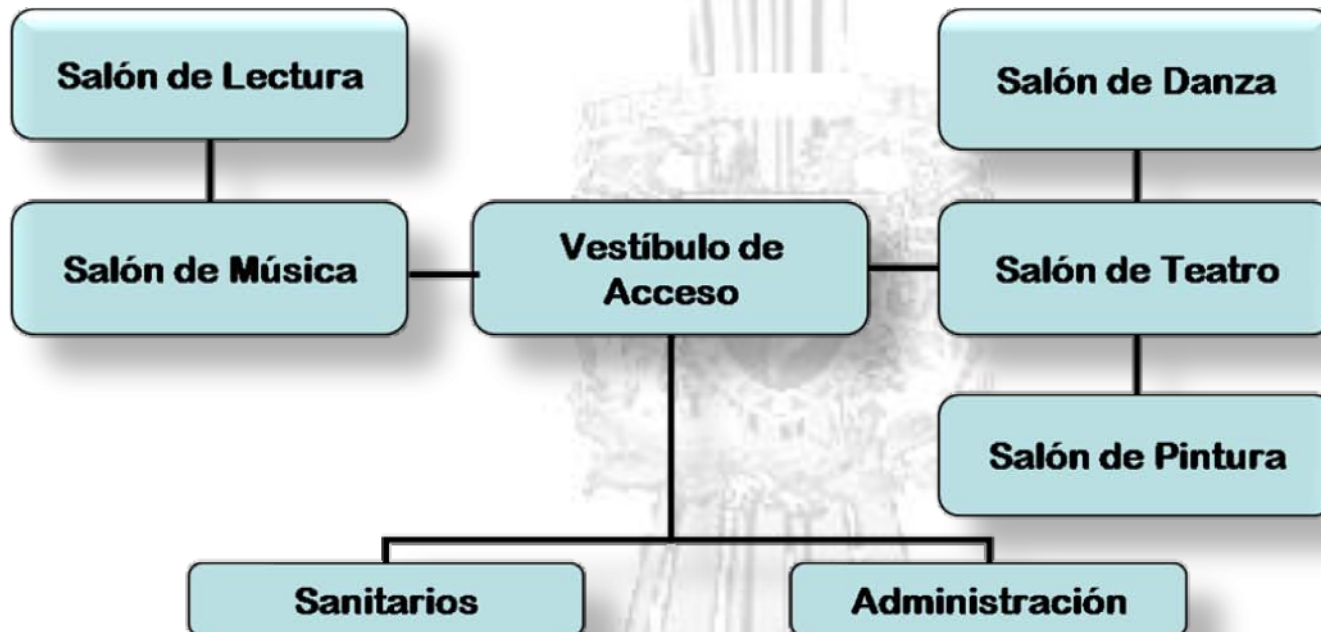 Salón de Lectura
Salón de Danza
Salón de Música
Vestíbulo de
Acceso
Salón de Teatro
Salón de Pintura
Sanitarios
Administración